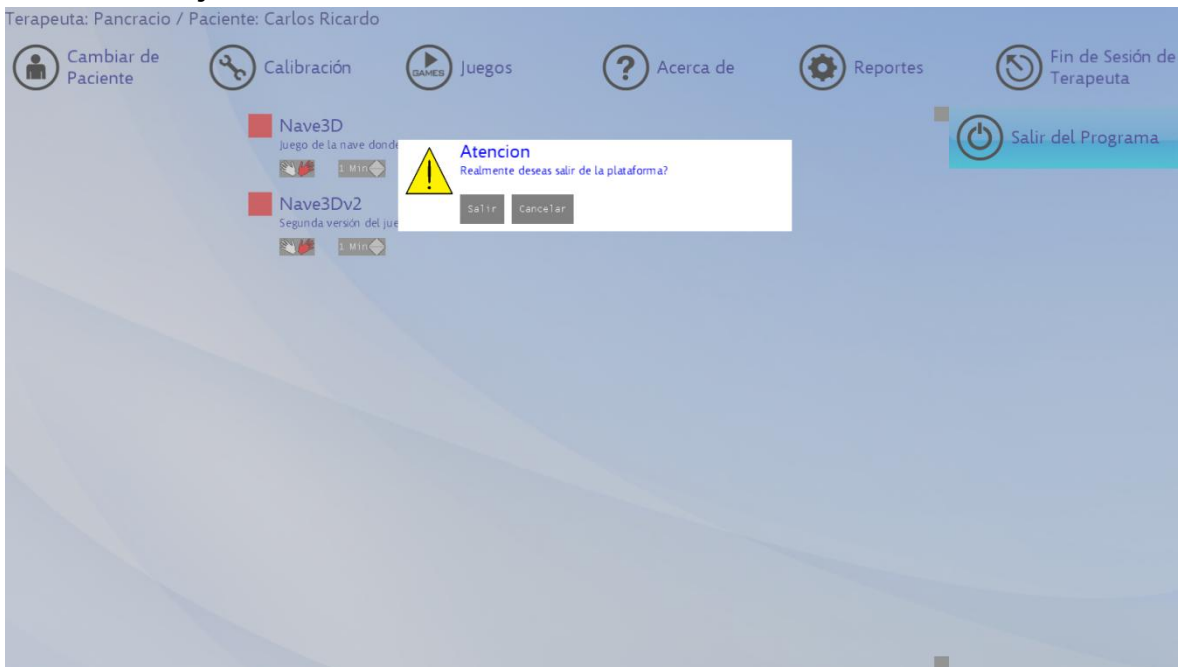 Terapeuta: Pancracio / Paciente: Carlos Ricardo
Cambiar de
Paciente
Calibración
GAMES
Juegos
?
Acerca de
Reportes
Fin de Sesión de
Terapeuta
Salir del Programa
Nave3D
Juego de la nave donde
1 Min
Nave3Dv2
Segunda versión del jue
1 Min
!
Atencion
Realmente deseas salir de la plataforma?
Salir Cancelar